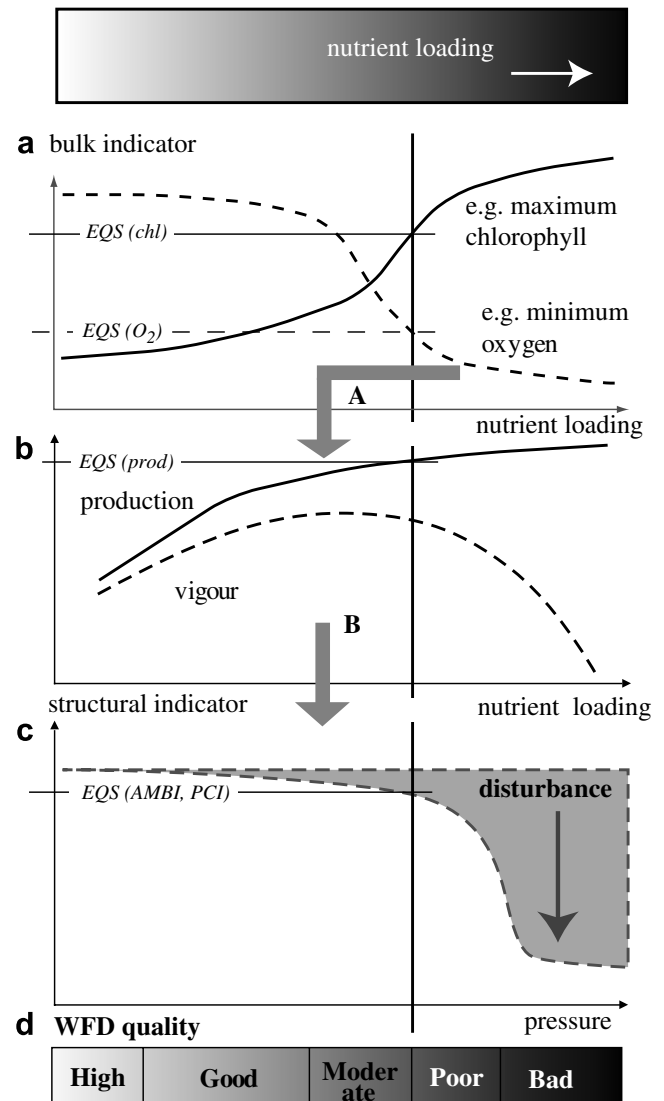 nutrient loading
a bulk indicator
EQS (chl)
e.g. maximum
chlorophyll
EQS (O2)
e.g. minimum
oxygen
A
nutrient loading
b
EQS (prod)
production
vigour
B
structural indicator
nutrient loading
c
EQS (AMBI, PCI)
disturbance
pressure
d WFD quality
High
Good
Moder
ate
Poor
Bad